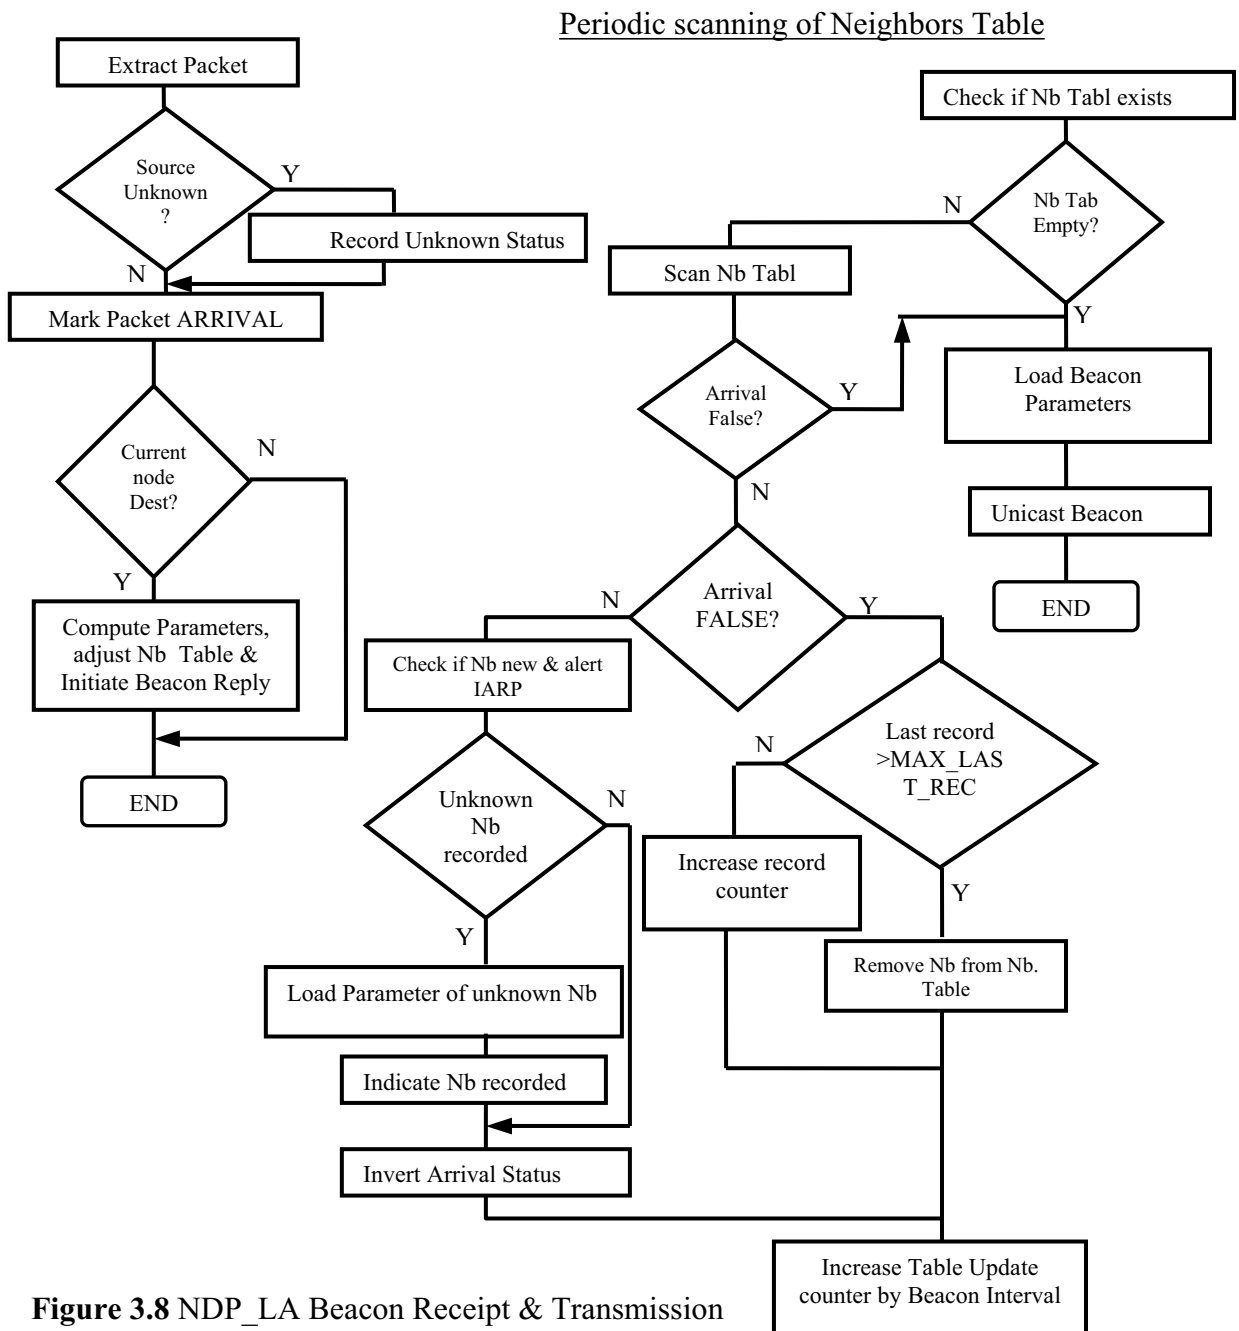 Periodic scanning of Neighbors Table
Extract Packet
Source
Unknown
?
Y
Record Unknown Status
N
Mark Packet ARRIVAL
Current
node
Dest?
N
Y
Compute Parameters,
adjust Nb Table &
Initiate Beacon Reply
END
Check if Nb Tabl exists
Nb Tab
Empty?
N
Y
Scan Nb Tabl
Arrival
False?
Y
N
Load Beacon
Parameters
Unicast Beacon
END
Arrival
FALSE?
N
Y
Check if Nb new & alert
IARP
Unknown
Nb
recorded
N
Y
Load Parameter of unknown Nb
Indicate Nb recorded
Invert Arrival Status
Last record
>MAX_LAS
T_REC
N
Y
Increase record
counter
Remove Nb from Nb.
Table
Increase Table Update
counter by Beacon Interval
Figure 3.8 NDP_LA Beacon Receipt & Transmission